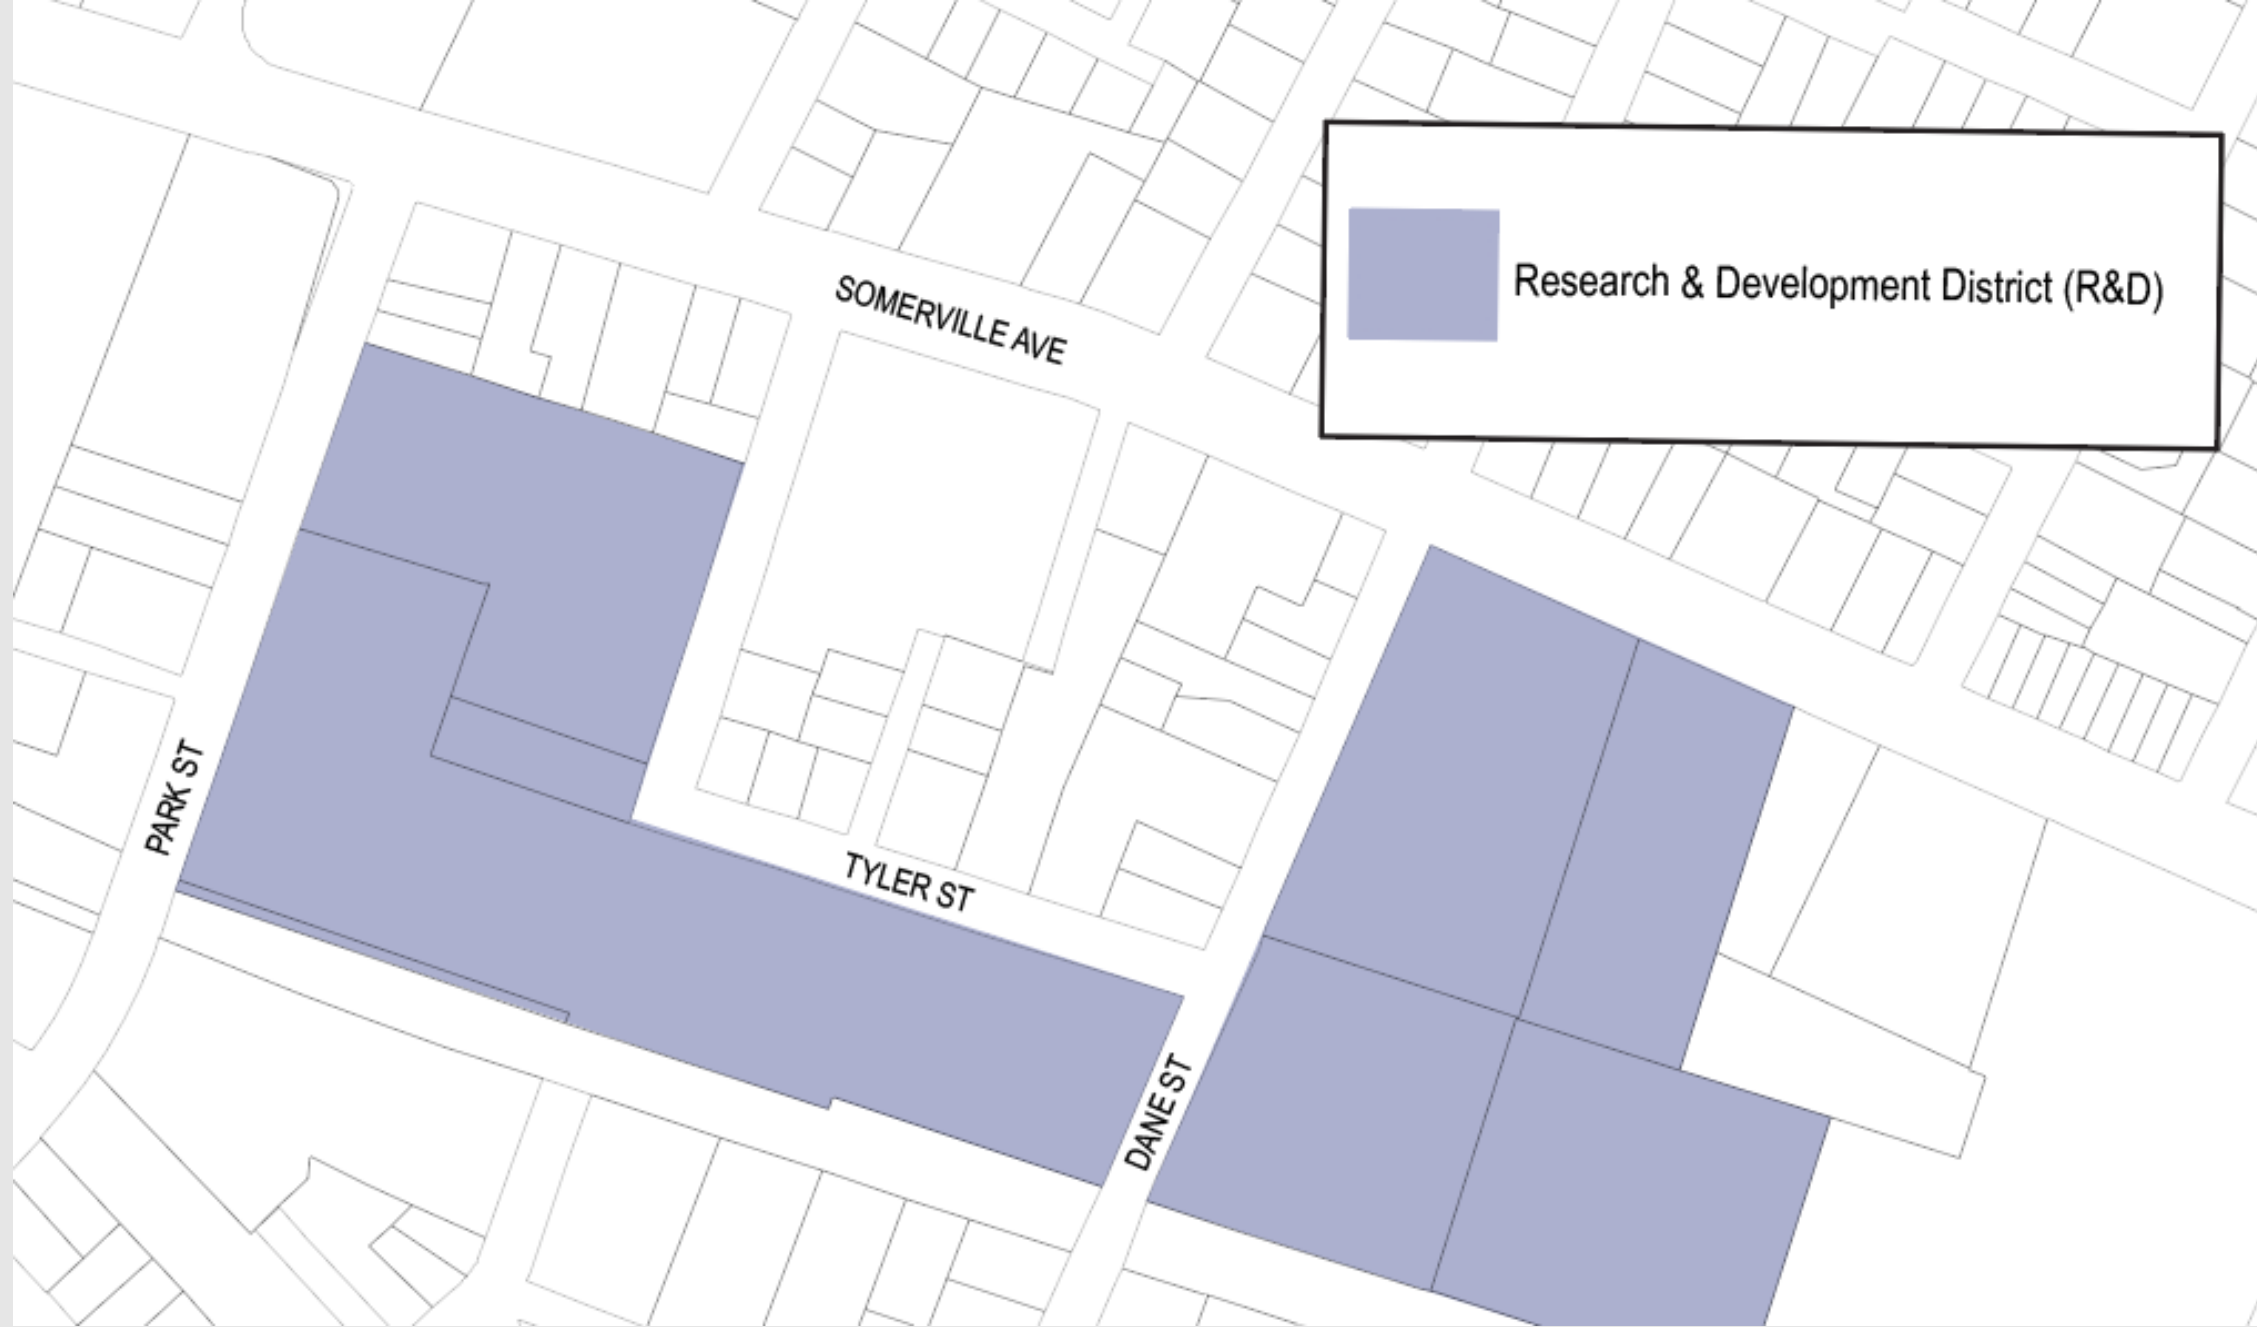 SOMERVILLE AVE
Research & Development District (R&D)
PARK ST
TYLER ST
DANE ST